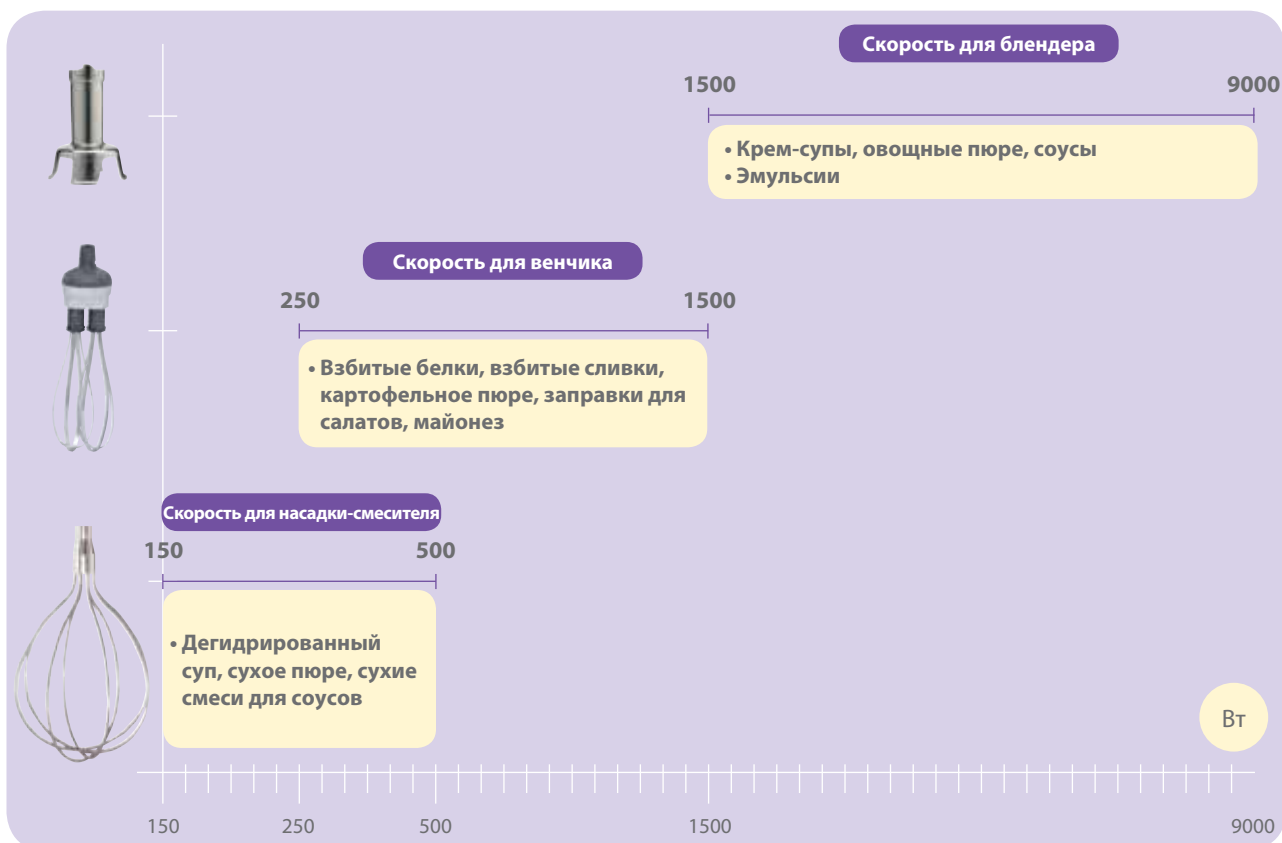 Скорость для блендера
1500 9000
• Крем-супы, овощные пюре, соусы
• Эмульсии
Скорость для венчика
250 1500
• Взбитые белки, взбитые сливки,
картофельное пюре, заправки для
салатов, майонез
Скорость для насадки-смесителя
150 500
• Дегидрированный
суп, сухое пюре, сухие
смеси для соусов
Вт
150 250 500 1500 9000